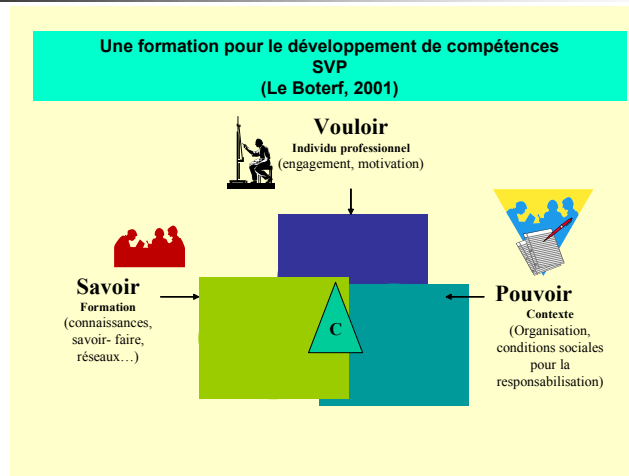 Une formation pour le développement de compétences
SVP
(Le Boterf, 2001)
Vouloir
Individu professionnel
(engagement, motivation)
Savoir
Formation
(connaissances,
savoir- faire,
réseaux…)
C
Pouvoir
Contexte
(Organisation,
conditions sociales
pour la
responsabilisation)